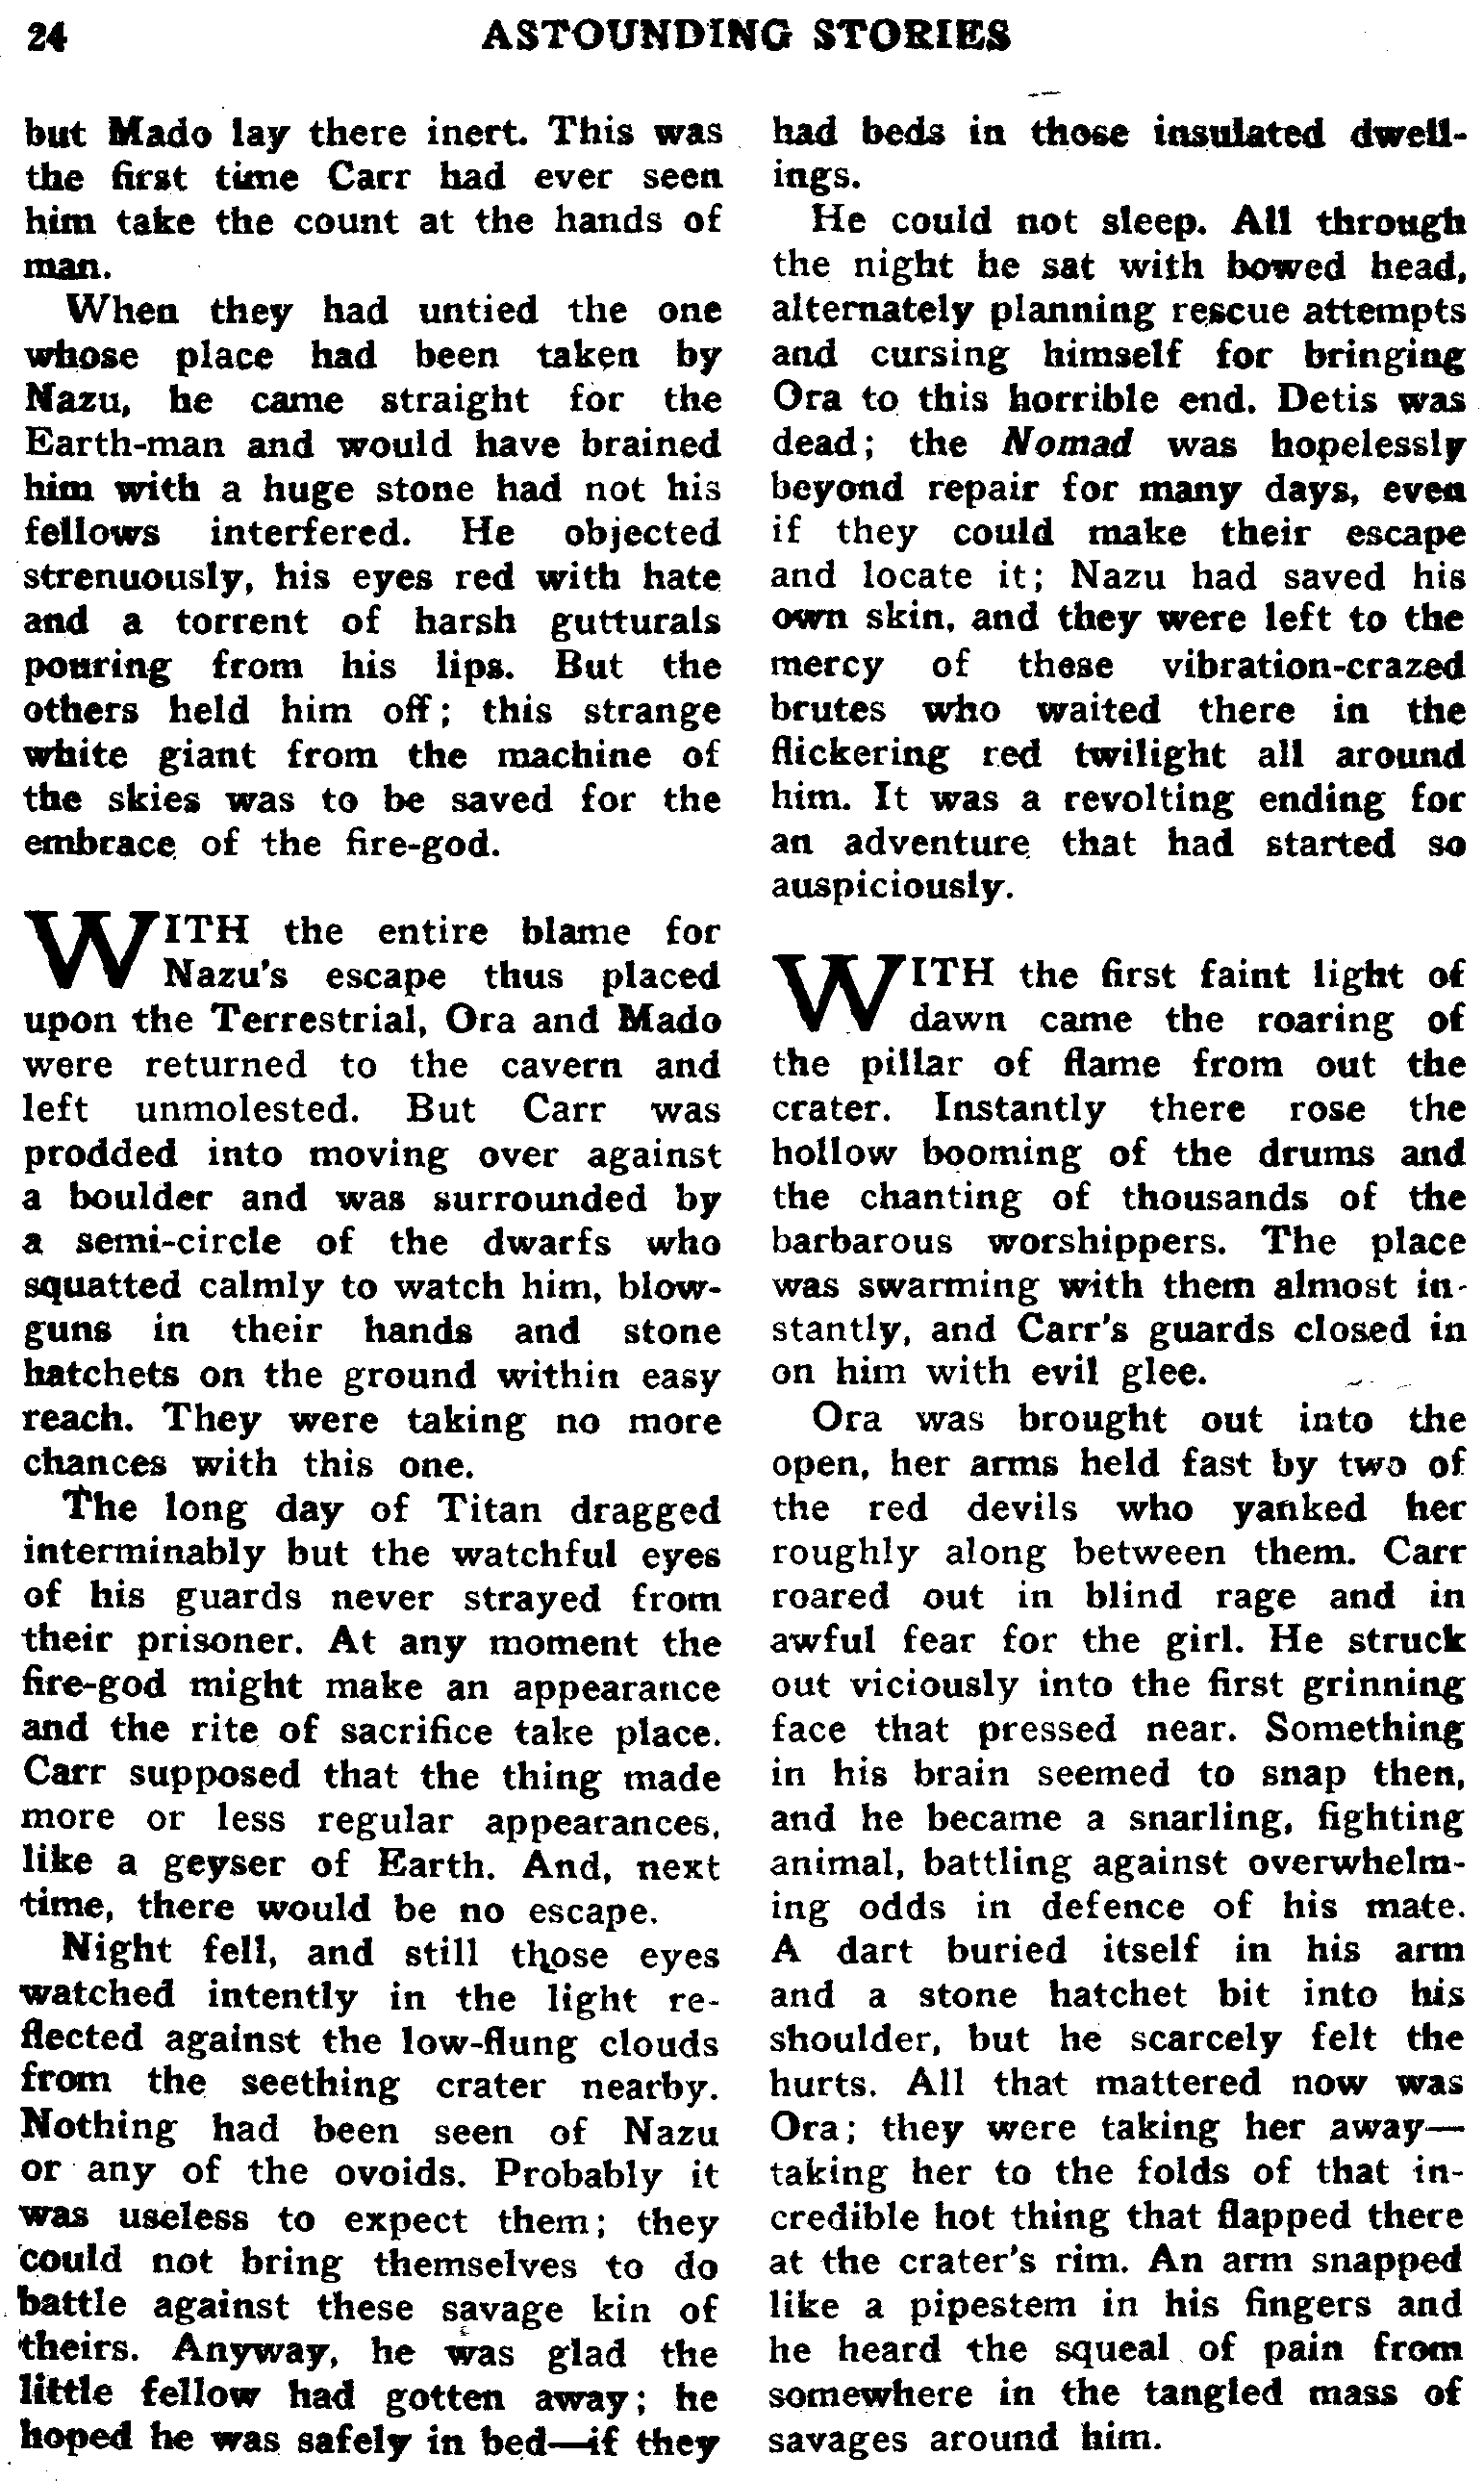 24
ASTOUNDING STORIES
but Mado lay there inert. This was
the first time Carr had ever seen
him take the count at the hands of
man.
When they had untied the one
whose place had been taken by
Nazu, he came straight for the
Earth-man and would have brained
him with a huge stone had not his
fellows interfered. He objected
strenuously, his eyes red with hate
and a torrent of harsh gutturals
pouring from his lips. But the
others held him off; this strange
white giant from the machine of
the skies was to be saved for the
embrace of the fire-god.
WITH the entire blame for
Nazu's escape thus placed
upon the Terrestrial, Ora and Mado
were returned to the cavern and
left unmolested. But Carr was
prodded into moving over against
a boulder and was surrounded by
a semi-circle of the dwarfs who
squatted calmly to watch him, blow-
guns in their hands and stone
hatchets on the ground within easy
reach. They were taking no more
chances with this one.
The long day of Titan dragged
interminably but the watchful eyes
of his guards never strayed from
their prisoner. At any moment the
fire-god might make an appearance
and the rite of sacrifice take place.
Carr supposed that the thing made
more or less regular appearances,
like a geyser of Earth. And, next
time, there would be no escape.
Night fell, and still those eyes
watched intently in the light re-
flected against the low-flung clouds
from the seething crater nearby.
Nothing had been seen of Nazu
or any of the ovoids. Probably it
was useless to expect them; they
could not bring themselves to do
battle against these savage kin of
theirs. Anyway, he was glad the
little fellow had gotten away; he
hoped he was safely in bed—if they
had beds in those insulated dwell-
ings.
He could not sleep. All through
the night he sat with bowed head,
alternately planning rescue attempts
and cursing himself for bringing
Ora to this horrible end. Detis was
dead; the Nomad was hopelessly
beyond repair for many days, even
if they could make their escape
and locate it; Nazu had saved his
own skin, and they were left to the
mercy of these vibration-crazed
brutes who waited there in the
flickering red twilight all around
him. It was a revolting ending for
an adventure that had started so
auspiciously.
WITH the first faint light of
dawn came the roaring of
the pillar of flame from out the
crater. Instantly there rose the
hollow booming of the drums and
the chanting of thousands of the
barbarous worshippers. The place
was swarming with them almost in-
stantly, and Carr's guards closed in
on him with evil glee.
Ora was brought out into the
open, her arms held fast by two of
the red devils who yanked her
roughly along between them. Carr
roared out in blind rage and in
awful fear for the girl. He struck
out viciously into the first grinning
face that pressed near. Something
in his brain seemed to snap then,
and he became a snarling, fighting
animal, battling against overwhelm-
ing odds in defence of his mate.
A dart buried itself in his arm
and a stone hatchet bit into his
shoulder, but he scarcely felt the
hurts. All that mattered now was
Ora; they were taking her away—
taking her to the folds of that in-
credible hot thing that flapped there
at the crater's rim. An arm snapped
like a pipestem in his fingers and
he heard the squeal of pain from
somewhere in the tangled mass of
savages around him.